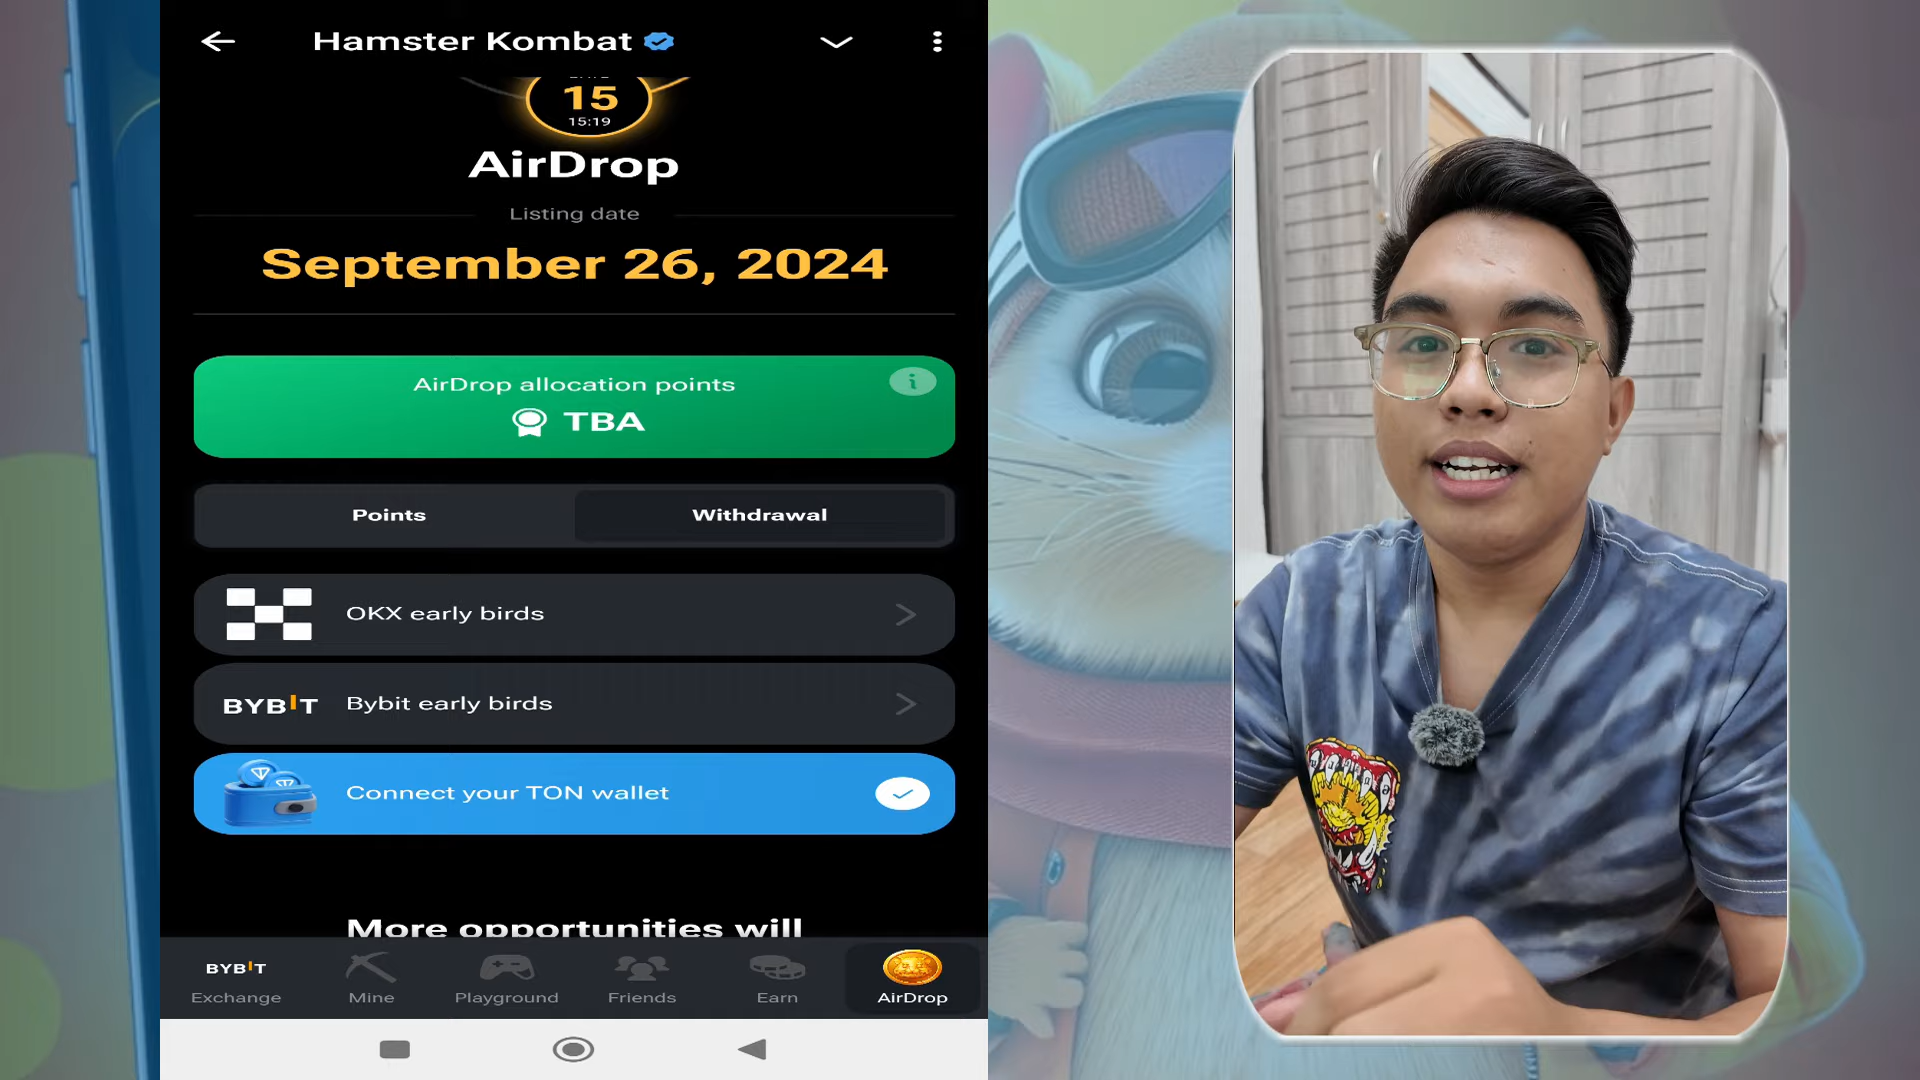 Hamster Kombat
15
15:19
AirDrop
Listing date
September 26, 2024
AirDrop allocation points
TBA
Points
Withdrawal
OKX early birds
BYBIT
Bybit early birds
Connect your TON wallet
More opportunities will
BYBIT
Exchange
Mine
Playground
Friends
Earn
AirDrop